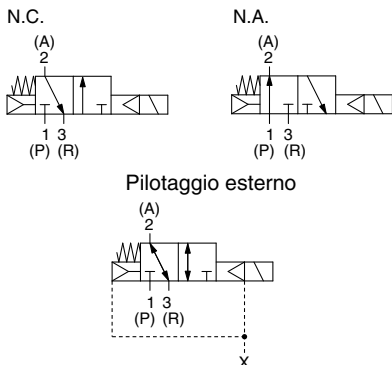 N.C.
N.A.
(A)
2
(A)
2
1 3
(P) (R)
1 3
(P) (R)
Pilotaggio esterno
(A)
2
1 3
(P) (R)
X